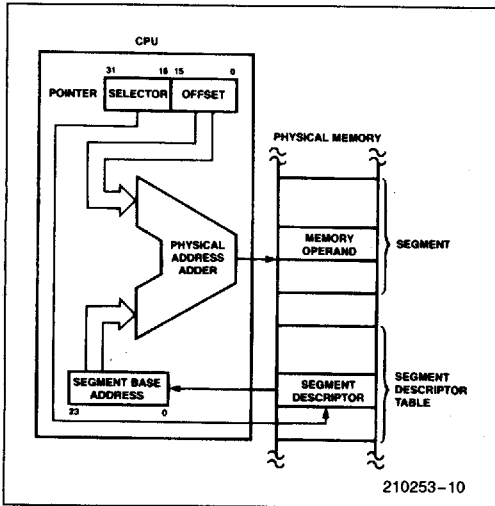 CPU
31 16 15 0
POINTER SELECTOR OFFSET
PHYSICAL MEMORY
PHYSICAL
ADDRESS
ADDER
MEMORY
OPERAND
SEGMENT
SEGMENT BASE
ADDRESS
23 0
SEGMENT
DESCRIPTOR
SEGMENT
DESCRIPTOR
TABLE
210253-10